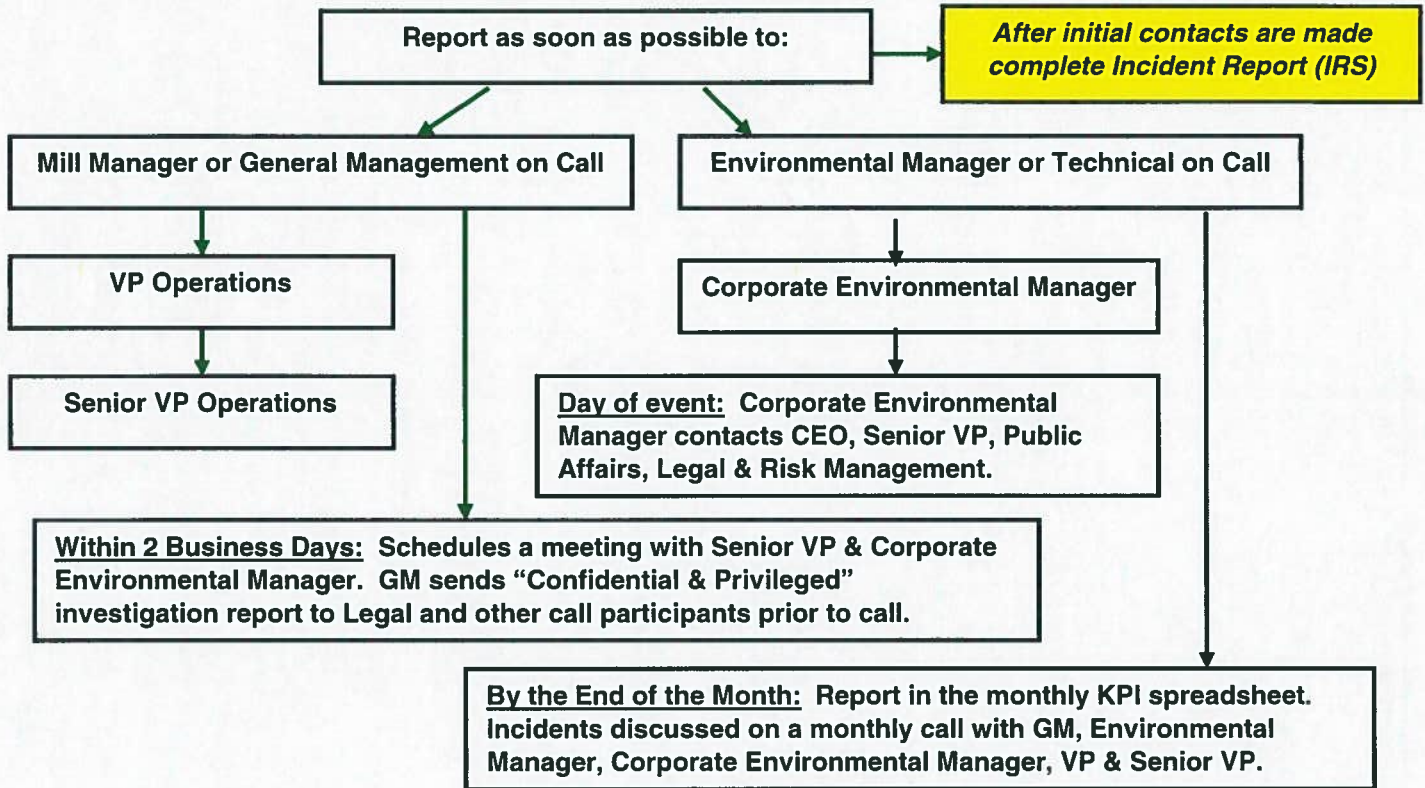 Report as soon as possible to:
After initial contacts are made
complete Incident Report (IRS)
Mill Manager or General Management on Call
Environmental Manager or Technical on Call
VP Operations
Corporate Environmental Manager
Senior VP Operations
Day of event: Corporate Environmental
Manager contacts CEO, Senior VP, Public
Affairs, Legal & Risk Management.
Within 2 Business Days: Schedules a meeting with Senior VP & Corporate
Environmental Manager. GM sends “Confidential & Privileged”
investigation report to Legal and other call participants prior to call.
By the End of the Month: Report in the monthly KPI spreadsheet.
Incidents discussed on a monthly call with GM, Environmental
Manager, Corporate Environmental Manager, VP & Senior VP.